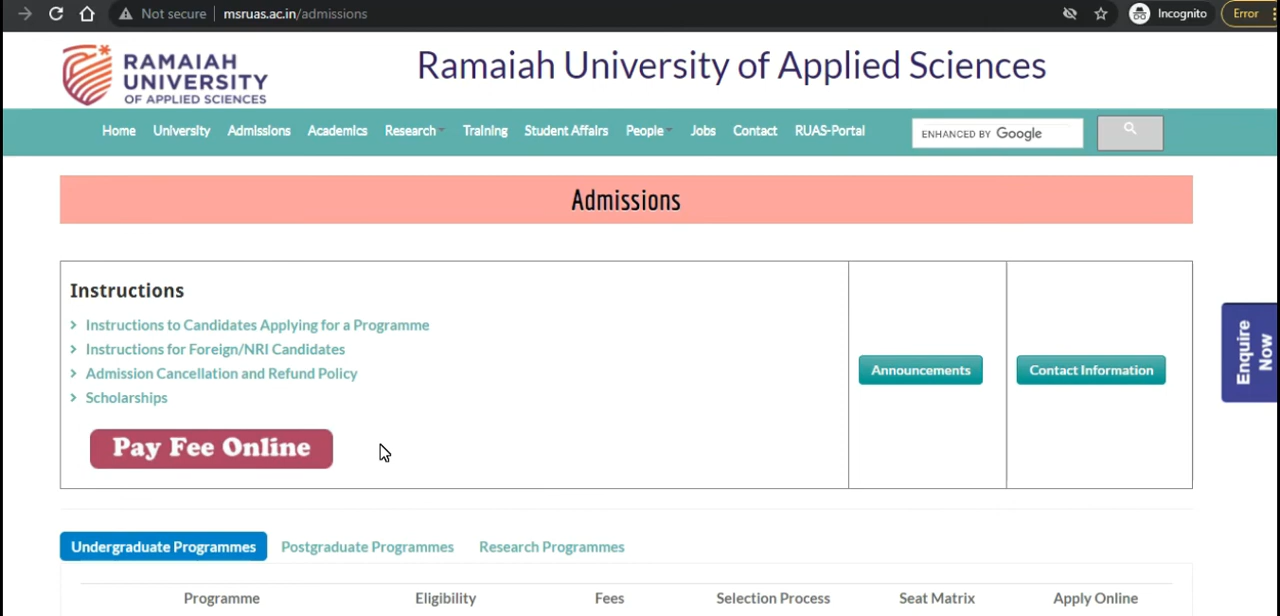 Not secure
msruas.ac.in/admissions
Incognito
Error
RAMAIAH
UNIVERSITY
OF APPLIED SCIENCES
Ramaiah University of Applied Sciences
Home University Admissions Academics Research Training Student Affairs People Jobs Contact RUAS-Portal
ENHANCED BY Google
Admissions
Instructions
Instructions to Candidates Applying for a Programme
Instructions for Foreign/NRI Candidates
Admission Cancellation and Refund Policy
Scholarships
Pay Fee Online
Announcements
Contact Information
Enquire
Now
Undergraduate Programmes Postgraduate Programmes Research Programmes
Programme Eligibility Fees Selection Process Seat Matrix Apply Online